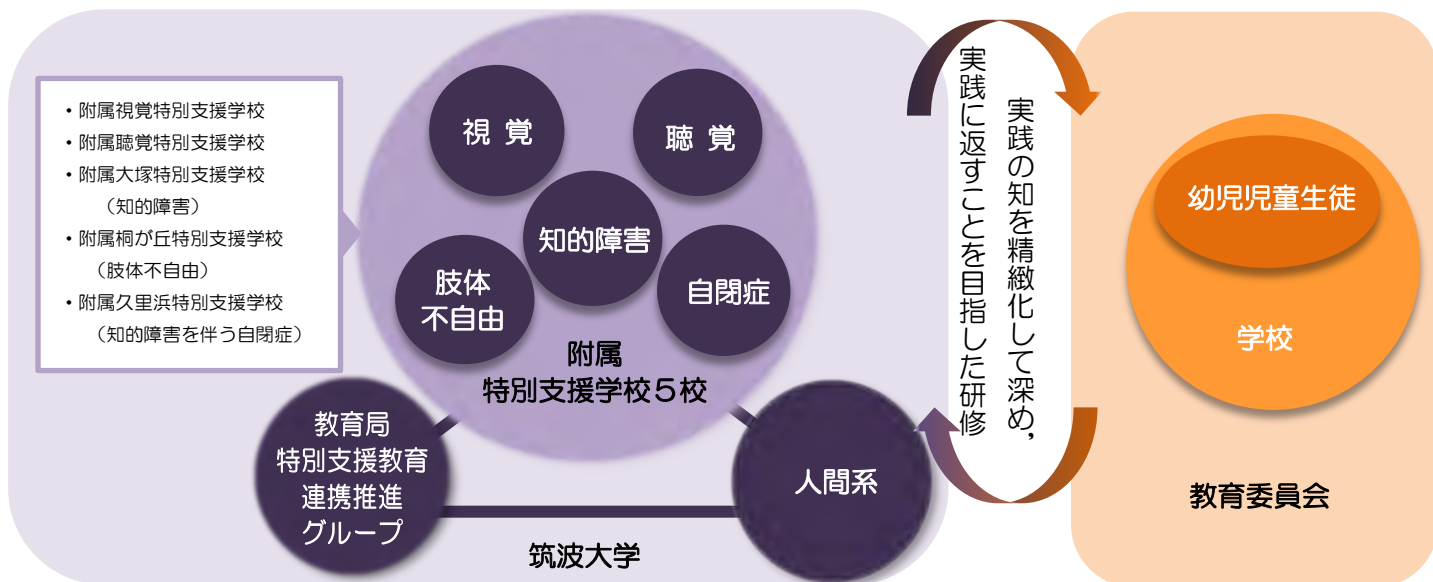 ・附属視覚特別支援学校
・附属聴覚特別支援学校
・附属大塚特別支援学校
（知的障害）
・附属桐が丘特別支援学校
（肢体不自由）
・附属久里浜特別支援学校
（知的障害を伴う自閉症）
視 覚
聴 覚
知的障害
肢体
不自由
自閉症
附属
特別支援学校５校
教育局
特別支援教育
連携推進
グループ
人間系
筑波大学
実践の知を精緻化して深め，
実践に返すことを目指した研修
幼児児童生徒
学校
教育委員会